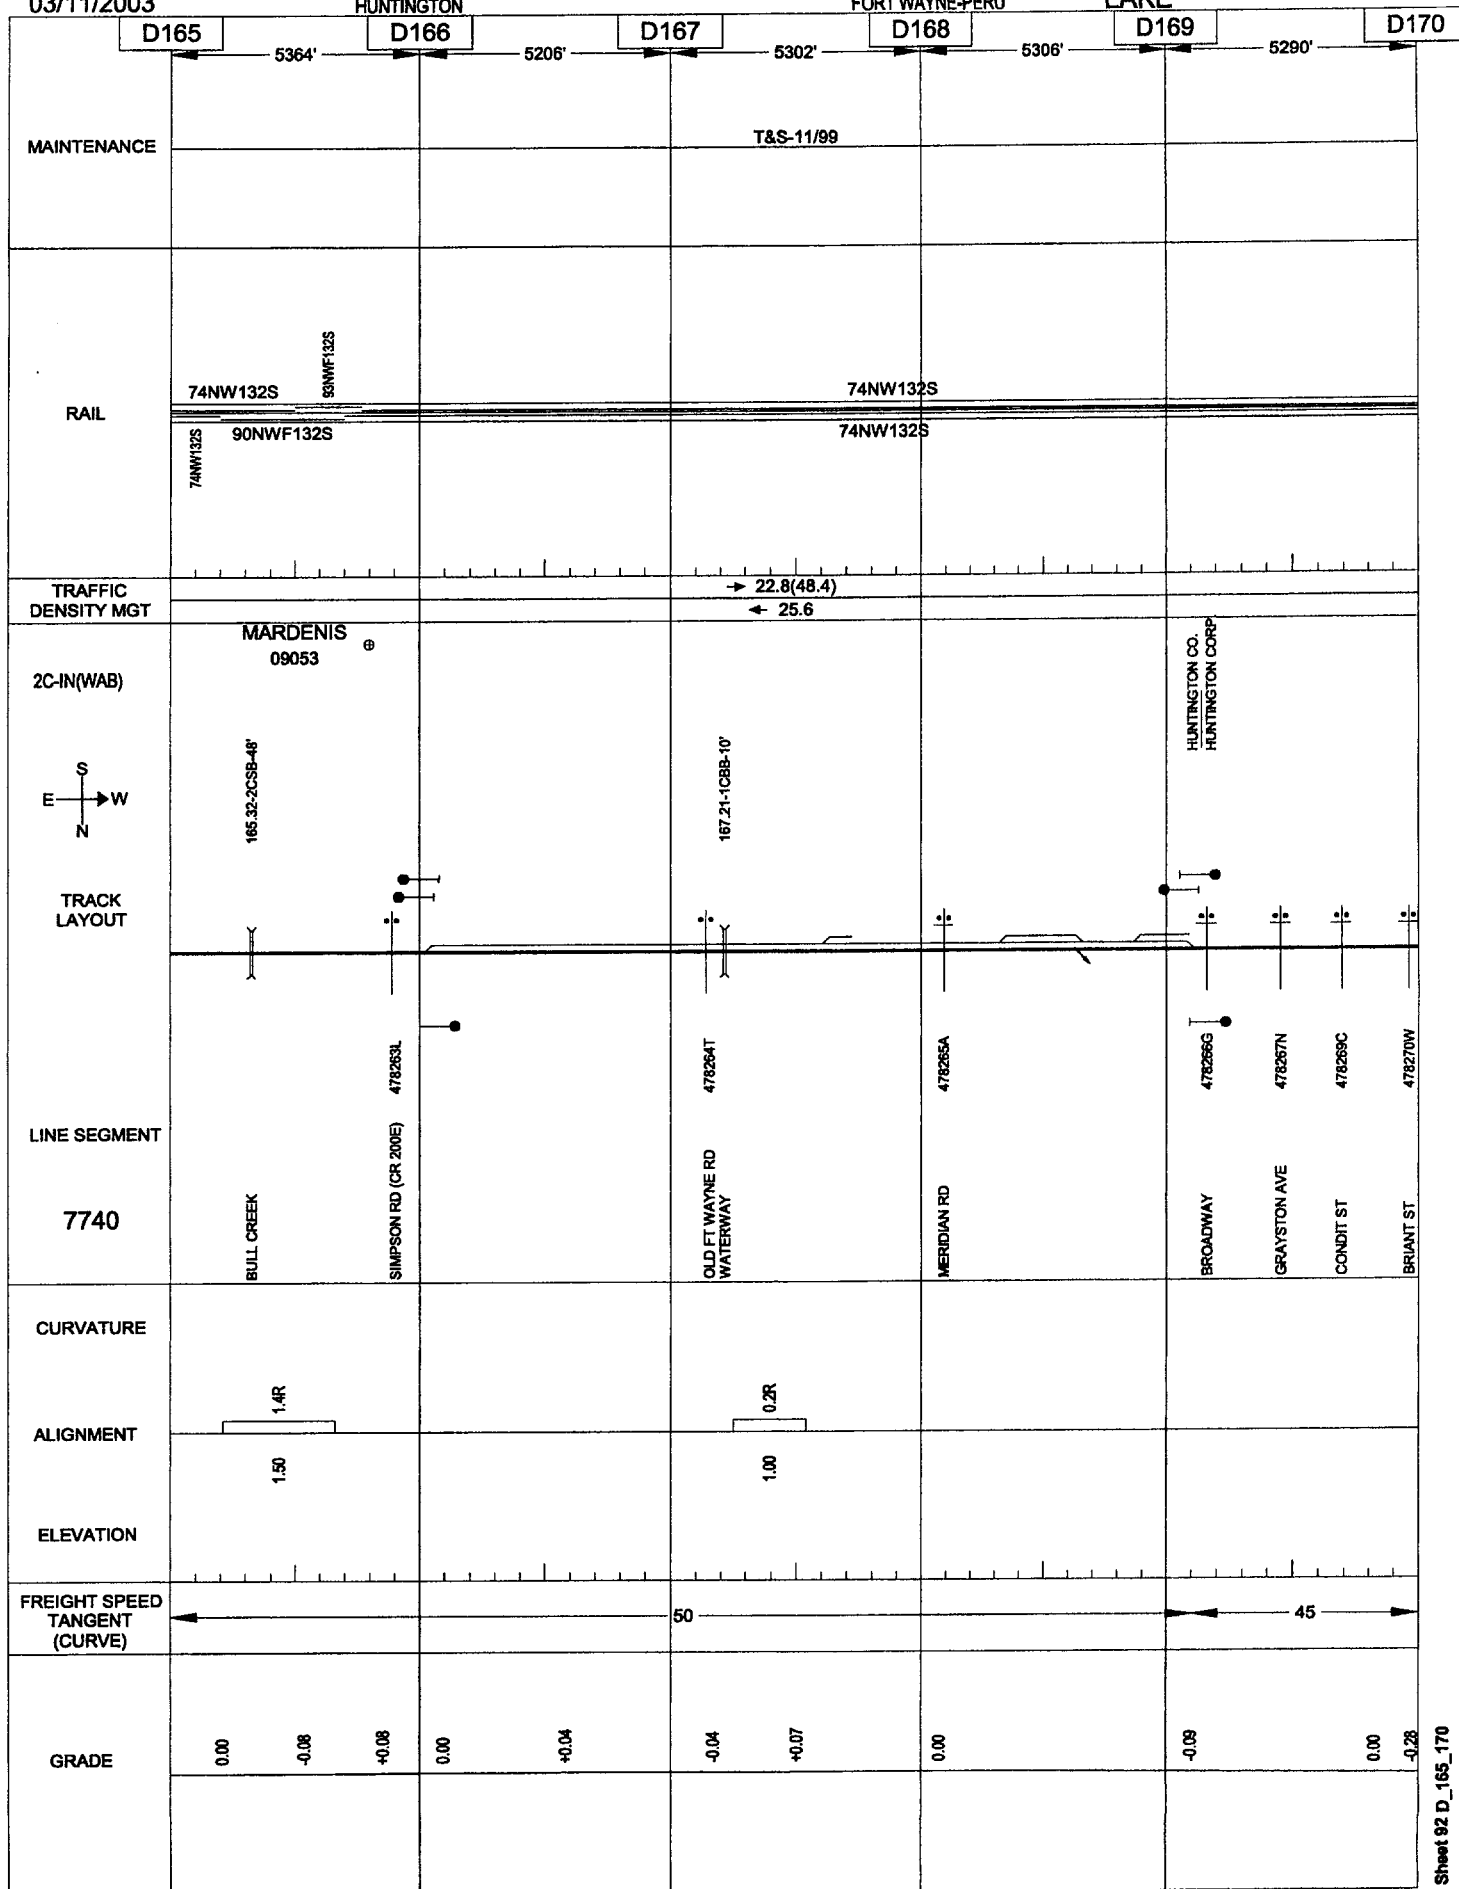 03/11/2003 HUNTINGTON FORT WAYNE-PERU LAKE
D165 D166 D167 D168 D169 D170
5364' 5206' 5302' 5306' 5290'
MAINTENANCE
T&S-11/99
RAIL
74NW132S
93NWF132S
74NW132S
74NW132S
90NWF132S
74NW132S
TRAFFIC
DENSITY MGT
22.8(48.4)
25.6
MARDENIS
09053
2C-IN(WAB)
HUNTINGTON CO.
HUNTINGTON CORP
S
E W
N
165.32-2CSB-48'
167.21-1CBB-10'
TRACK
LAYOUT
478263L
478264T
478265A
478266G
478267N
478269C
478270W
LINE SEGMENT
7740
BULL CREEK
SIMPSON RD (CR 200E)
OLD FT WAYNE RD
WATERWAY
MERIDIAN RD
BROADWAY
GRAYSTON AVE
CONDIT ST
BRIANT ST
CURVATURE
1.4R 0.2R
ALIGNMENT
1.50 1.00
ELEVATION
FREIGHT SPEED
TANGENT
(CURVE)
50 45
GRADE
0.00 -0.08 +0.08 0.00 +0.04 -0.04 +0.07 0.00 -0.09 0.00 -0.28
Sheet 92 D_165_170